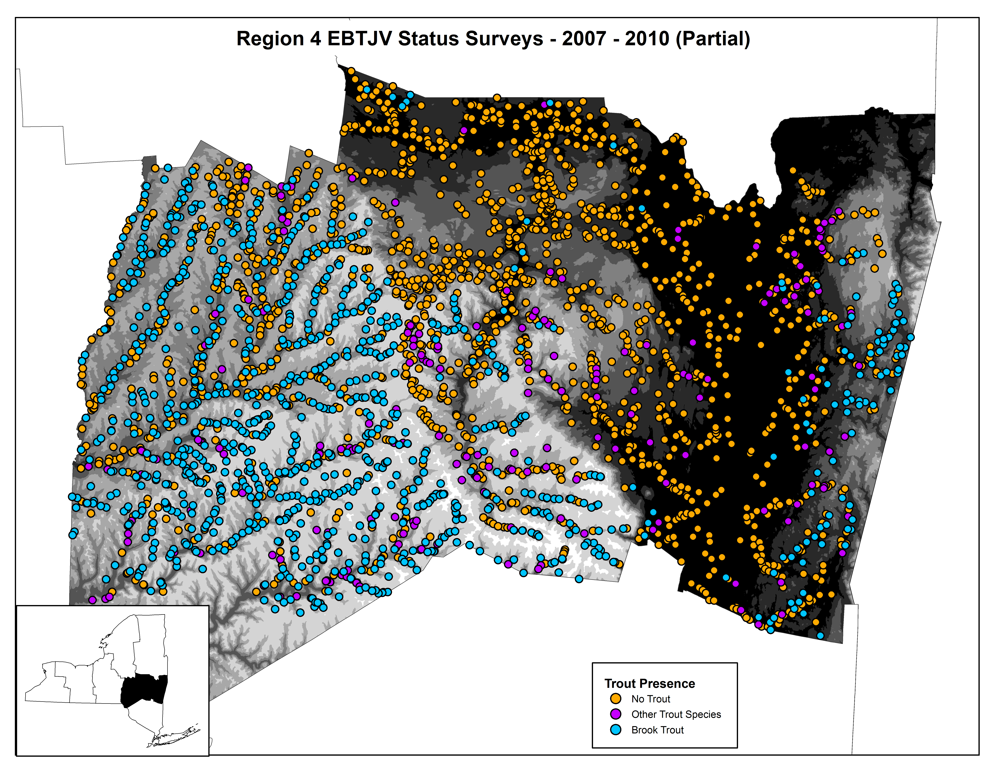 Region 4 EBTJV Status Surveys - 2007 - 2010 (Partial)
Trout Presence
No Trout
Other Trout Species
Brook Trout